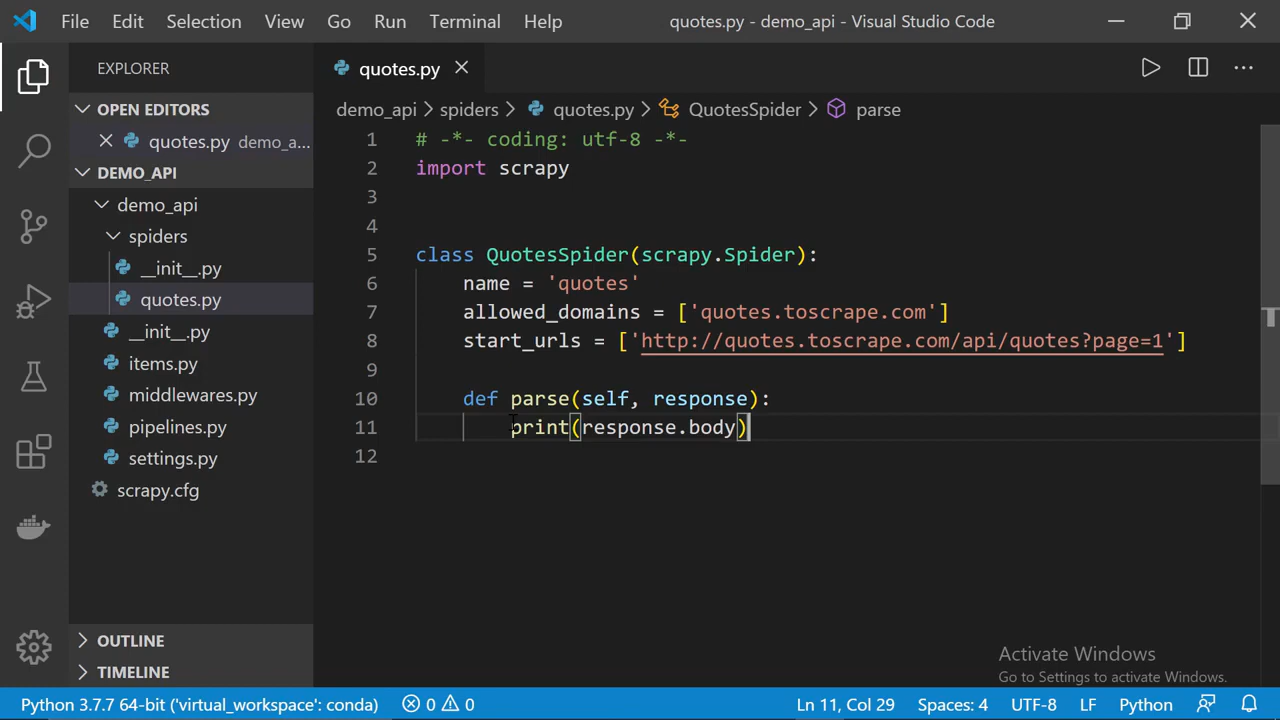 File Edit Selection View Go Run Terminal Help quotes.py - demo_api - Visual Studio Code
EXPLORER
OPEN EDITORS
quotes.py demo_a...
DEMO_API
demo_api
spiders
__init__.py
quotes.py
__init__.py
items.py
middlewares.py
pipelines.py
settings.py
scrapy.cfg
OUTLINE
TIMELINE
quotes.py
demo_api > spiders > quotes.py > QuotesSpider > parse
1 # -*- coding: utf-8 -*-
2 import scrapy
3
4
5 class QuotesSpider(scrapy.Spider):
6 name = 'quotes'
7 allowed_domains = ['quotes.toscrape.com']
8 start_urls = ['http://quotes.toscrape.com/api/quotes?page=1']
9
10 def parse(self, response):
11 print(response.body)
12
Activate Windows
Go to Settings to activate Windows.
Python 3.7.7 64-bit ('virtual_workspace': conda) 0 0 Ln 11, Col 29 Spaces: 4 UTF-8 LF Python